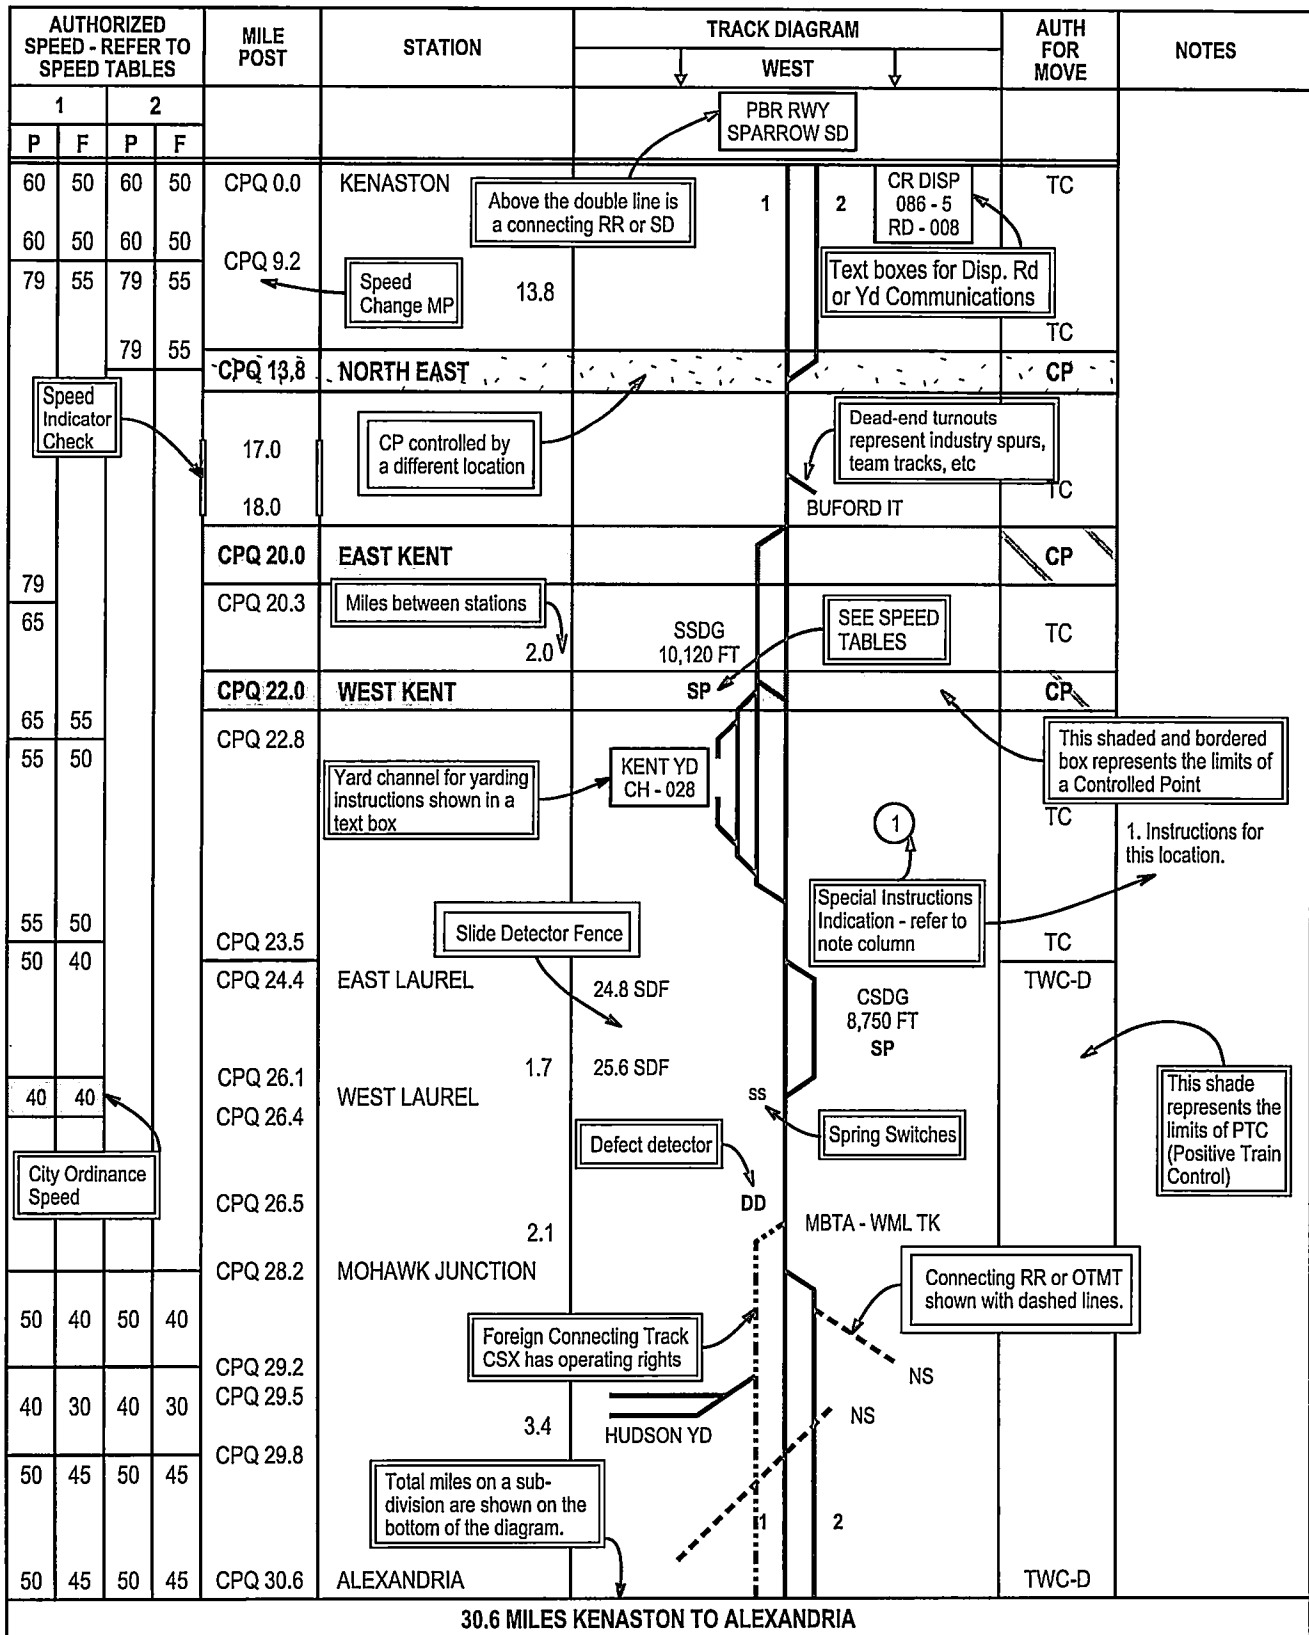 AUTHORIZED
SPEED - REFER TO
SPEED TABLES
MILE
POST
STATION
TRACK DIAGRAM
WEST
AUTH
FOR
MOVE
NOTES
1 2
P F P F
PBR RWY
SPARROW SD
60 50 60 50 CPQ 0.0 KENASTON
Above the double line is
a connecting RR or SD
1 2
CR DISP
086 - 5
RD - 008
TC
60 50 60 50
CPQ 9.2
79 55 79 55
Speed
Change MP
13.8
Text boxes for Disp. Rd
or Yd Communications
TC
79 55
CPQ 13.8 NORTH EAST CP
Speed
Indicator
Check
17.0
18.0
CP controlled by
a different location
Dead-end turnouts
represent industry spurs,
team tracks, etc
TC
BUFORD IT
CPQ 20.0 EAST KENT CP
79
65
CPQ 20.3
Miles between stations
2.0
SSDG
10,120 FT
SEE SPEED
TABLES
TC
CPQ 22.0 WEST KENT SP CP
65 55
CPQ 22.8
55 50
Yard channel for yarding
instructions shown in a
text box
KENT YD
CH - 028
This shaded and bordered
box represents the limits of
a Controlled Point
TC
1
1. Instructions for
this location.
Special Instructions
Indication - refer to
note column
55 50
CPQ 23.5
Slide Detector Fence
TC
50 40
CPQ 24.4 EAST LAUREL
24.8 SDF
CSDG
8,750 FT
SP
TWC-D
1.7 25.6 SDF
CPQ 26.1
40 40
WEST LAUREL
CPQ 26.4
ss
Spring Switches
This shade
represents the
limits of PTC
(Positive Train
Control)
City Ordinance
Speed
Defect detector
CPQ 26.5
DD
MBTA - WML TK
2.1
CPQ 28.2 MOHAWK JUNCTION
Connecting RR or OTMT
shown with dashed lines.
50 40 50 40
Foreign Connecting Track
CSX has operating rights
CPQ 29.2
NS
40 30 40 30 CPQ 29.5
3.4
HUDSON YD
NS
CPQ 29.8
50 45 50 45
Total miles on a sub-
division are shown on the
bottom of the diagram.
1 2
50 45 50 45 CPQ 30.6 ALEXANDRIA TWC-D
30.6 MILES KENASTON TO ALEXANDRIA